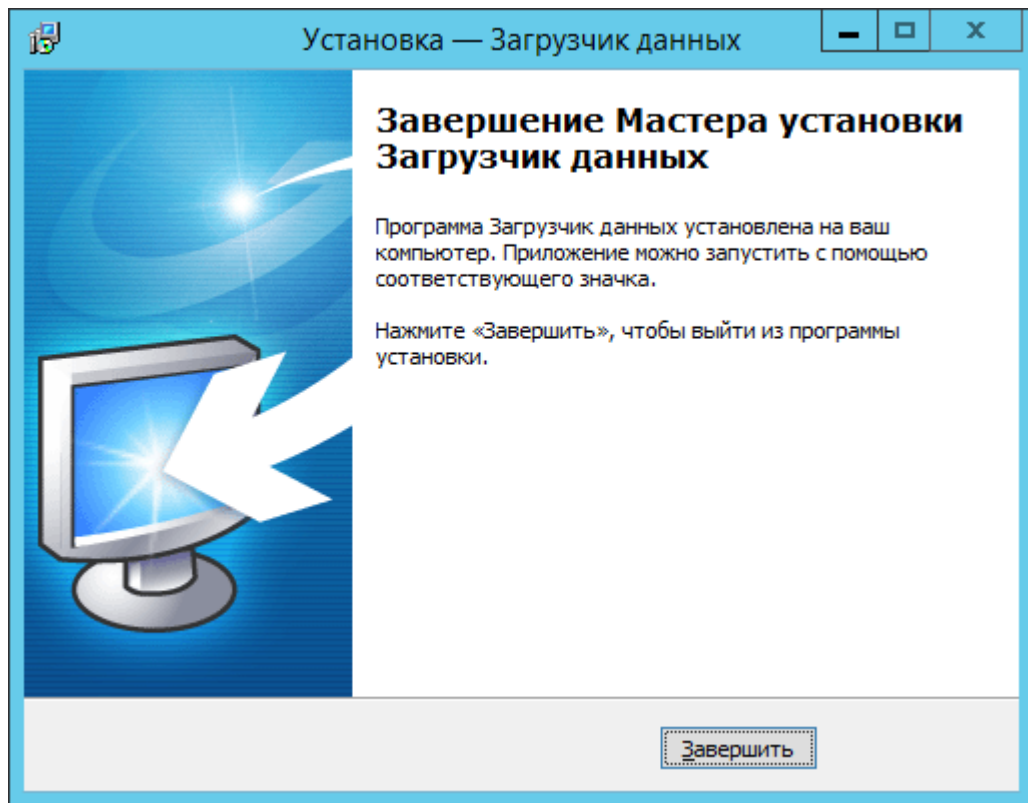 Установка — Загрузчик данных
Завершение Мастера установки
Загрузчик данных
Программа Загрузчик данных установлена на ваш
компьютер. Приложение можно запустить с помощью
соответствующего значка.
Нажмите «Завершить», чтобы выйти из программы
установки.
Завершить